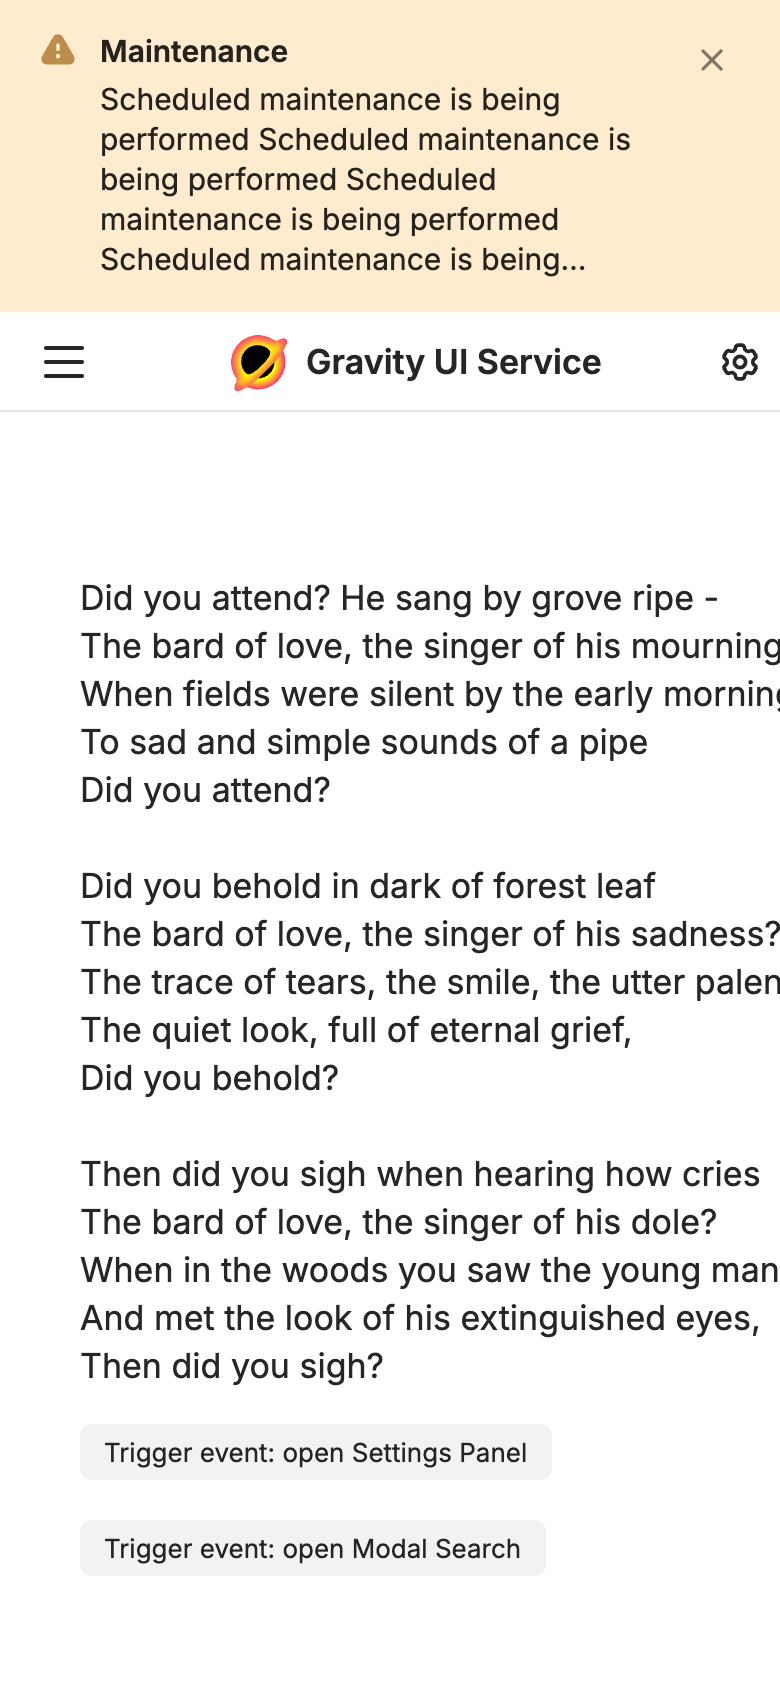 Maintenance
Scheduled maintenance is being
performed Scheduled maintenance is
being performed Scheduled
maintenance is being performed
Scheduled maintenance is being...
Gravity UI Service
Did you attend? He sang by grove ripe -
The bard of love, the singer of his mourning
When fields were silent by the early morning
To sad and simple sounds of a pipe
Did you attend?
Did you behold in dark of forest leaf
The bard of love, the singer of his sadness?
The trace of tears, the smile, the utter palen
The quiet look, full of eternal grief,
Did you behold?
Then did you sigh when hearing how cries
The bard of love, the singer of his dole?
When in the woods you saw the young man
And met the look of his extinguished eyes,
Then did you sigh?
Trigger event: open Settings Panel
Trigger event: open Modal Search